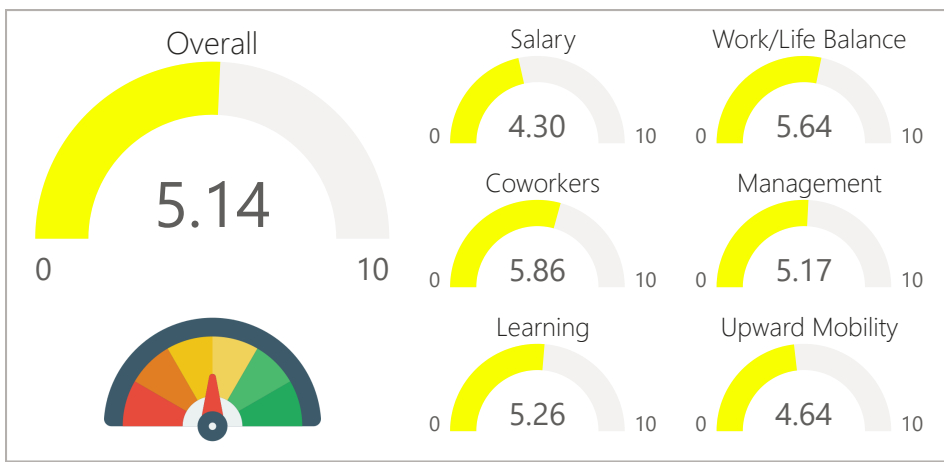 Overall
5.14
0 10
Salary
4.30
0 10
Work/Life Balance
5.64
0 10
Coworkers
5.86
0 10
Management
5.17
0 10
Learning
5.26
0 10
Upward Mobility
4.64
0 10